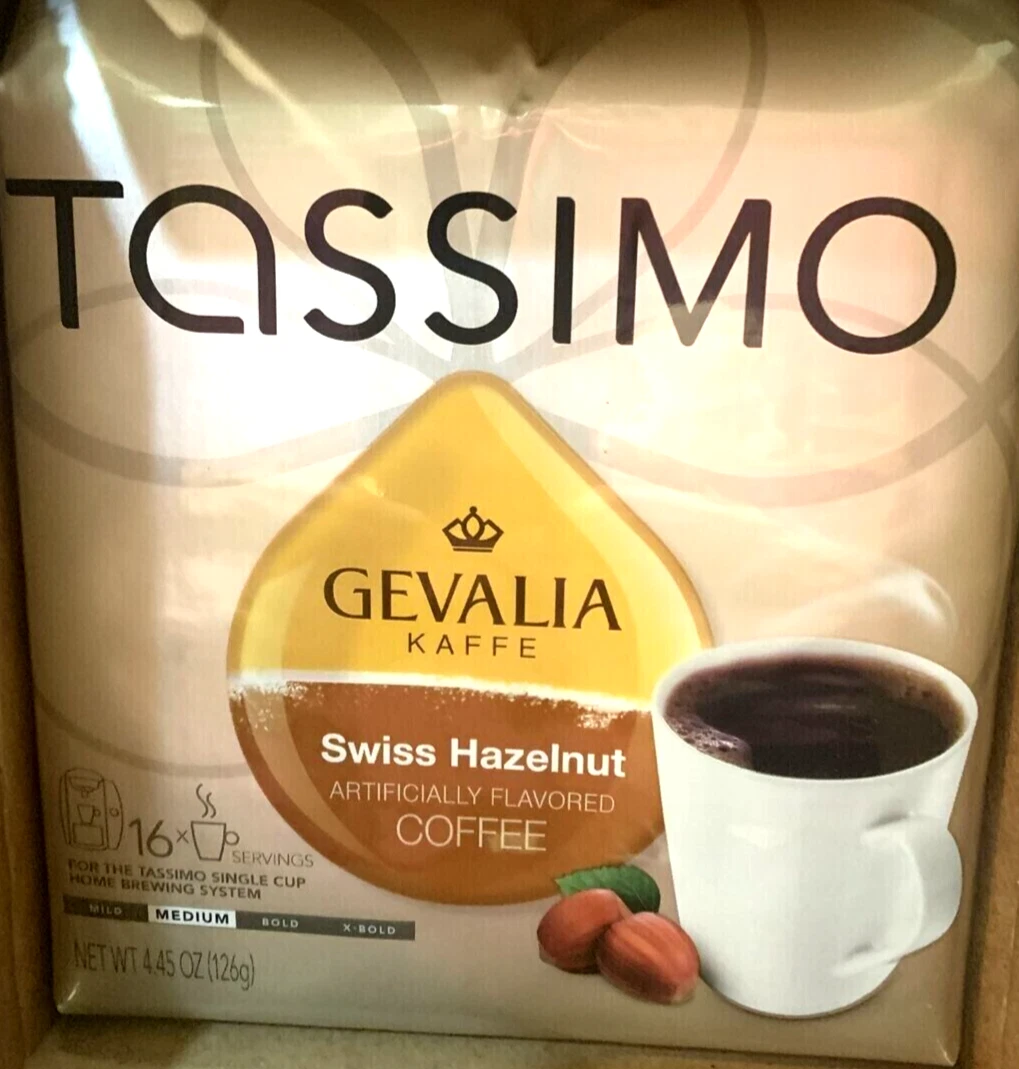 TASSIMO
GEVALIA
KAFFE
Swiss Hazelnut
ARTIFICIALLY FLAVORED
COFFEE
16 x SERVINGS
FOR THE TASSIMO SINGLE CUP
HOME BREWING SYSTEM
MILD MEDIUM BOLD X-BOLD
NET WT 4.45 OZ (126g)